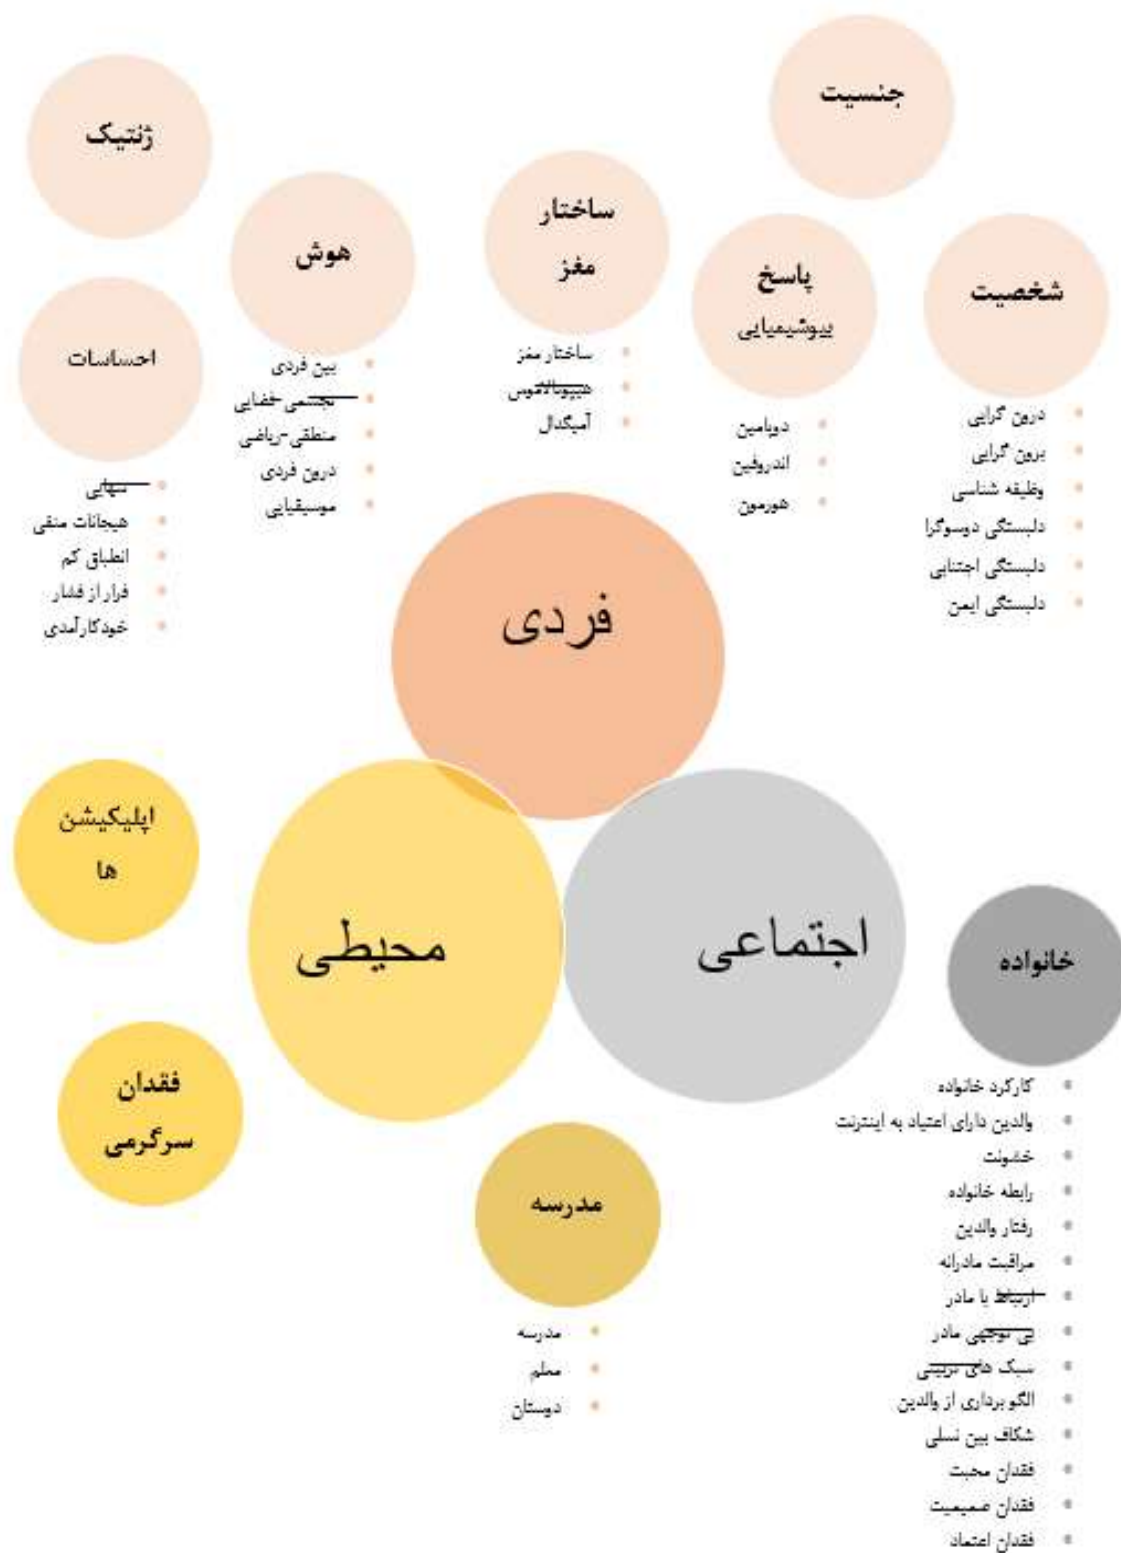 جنسیت
ژنتیک
ساختار
مغز
هوش
پاسخ
بیوشیمیایی
شخصیت
احساسات
ساختار مغز
هیپوتالاموس
آمیگدال
بین فردی
تجسمی-فضایی
منطقی-ریاضی
درون فردی
موسیقیایی
دوپامین
اندروفین
هورمون
درون گرایی
برون گرایی
وظیفه شناسی
دلبستگی دوسوگرا
دلبستگی اجتنابی
دلبستگی ایمن
تنهایی
هیجانات منفی
انطباق کم
فرار از فشار
خودکارآمدی
فردی
اپلیکیشن
ها
محیطی
اجتماعی
خانواده
فقدان
سرگرمی
مدرسه
کارکرد خانواده
والدین دارای اعتیاد به اینترنت
خشونت
رابطه خانواده
رفتار والدین
مراقبت مادرانه
ارتباط با مادر
بی توجهی مادر
سبک های تربیتی
الگو برداری از والدین
شکاف بین نسلی
فقدان محبت
فقدان صمیمیت
فقدان اعتماد
مدرسه
معلم
دوستان